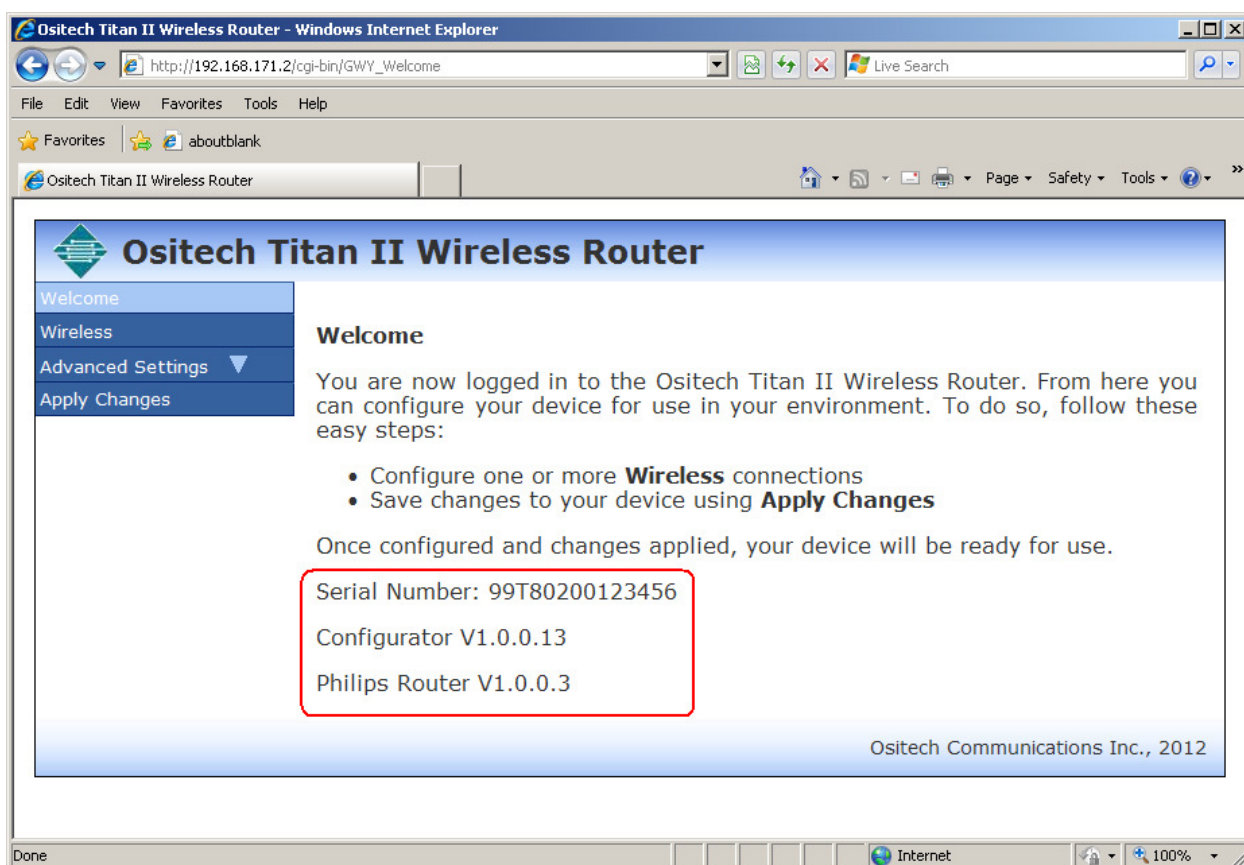 Ositech Titan II Wireless Router - Windows Internet Explorer
http://192.168.171.2/cgi-bin/GWY_Welcome
Live Search
File Edit View Favorites Tools Help
Favorites aboutblank
Ositech Titan II Wireless Router
Page Safety Tools »
Ositech Titan II Wireless Router
Welcome
Wireless
Advanced Settings
Apply Changes
Welcome
You are now logged in to the Ositech Titan II Wireless Router. From here you
can configure your device for use in your environment. To do so, follow these
easy steps:
• Configure one or more Wireless connections
• Save changes to your device using Apply Changes
Once configured and changes applied, your device will be ready for use.
Serial Number: 99T80200123456
Configurator V1.0.0.13
Philips Router V1.0.0.3
Ositech Communications Inc., 2012
Done
Internet
100%